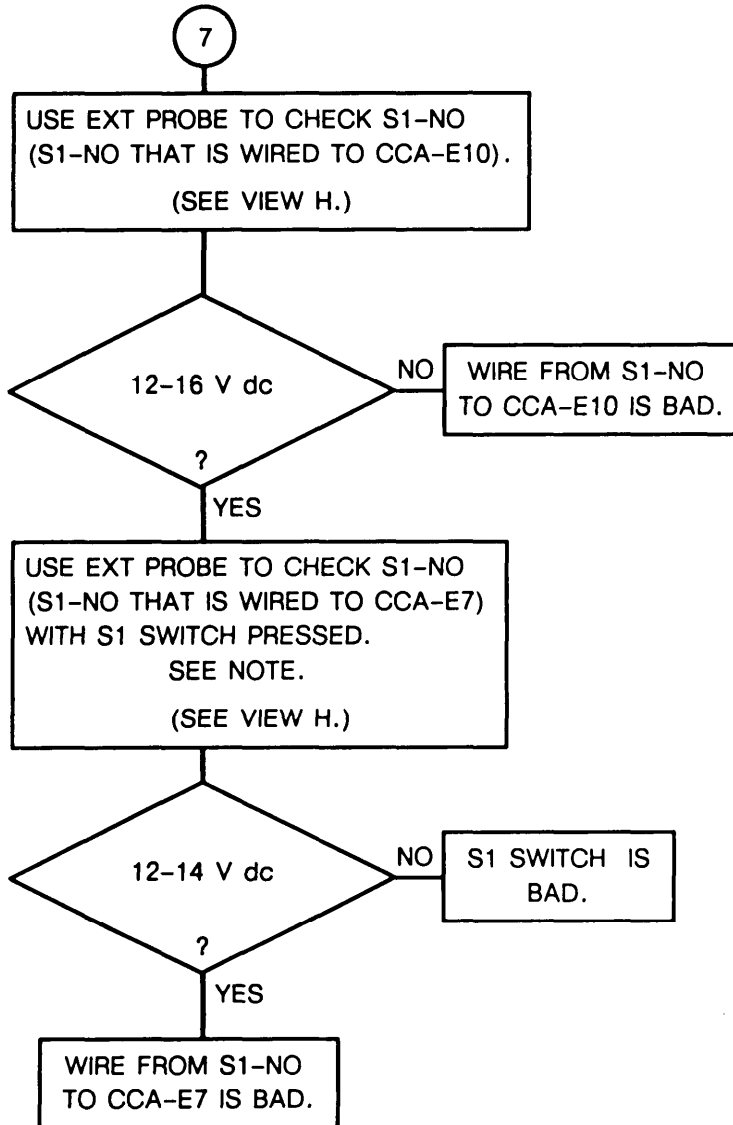 7
USE EXT PROBE TO CHECK S1-NO
(S1-NO THAT IS WIRED TO CCA-E10).
(SEE VIEW H.)
12-16 V dc
?
NO
WIRE FROM S1-NO
TO CCA-E10 IS BAD.
YES
USE EXT PROBE TO CHECK S1-NO
(S1-NO THAT IS WIRED TO CCA-E7)
WITH S1 SWITCH PRESSED.
SEE NOTE.
(SEE VIEW H.)
12-14 V dc
?
NO
S1 SWITCH IS
BAD.
YES
WIRE FROM S1-NO
TO CCA-E7 IS BAD.